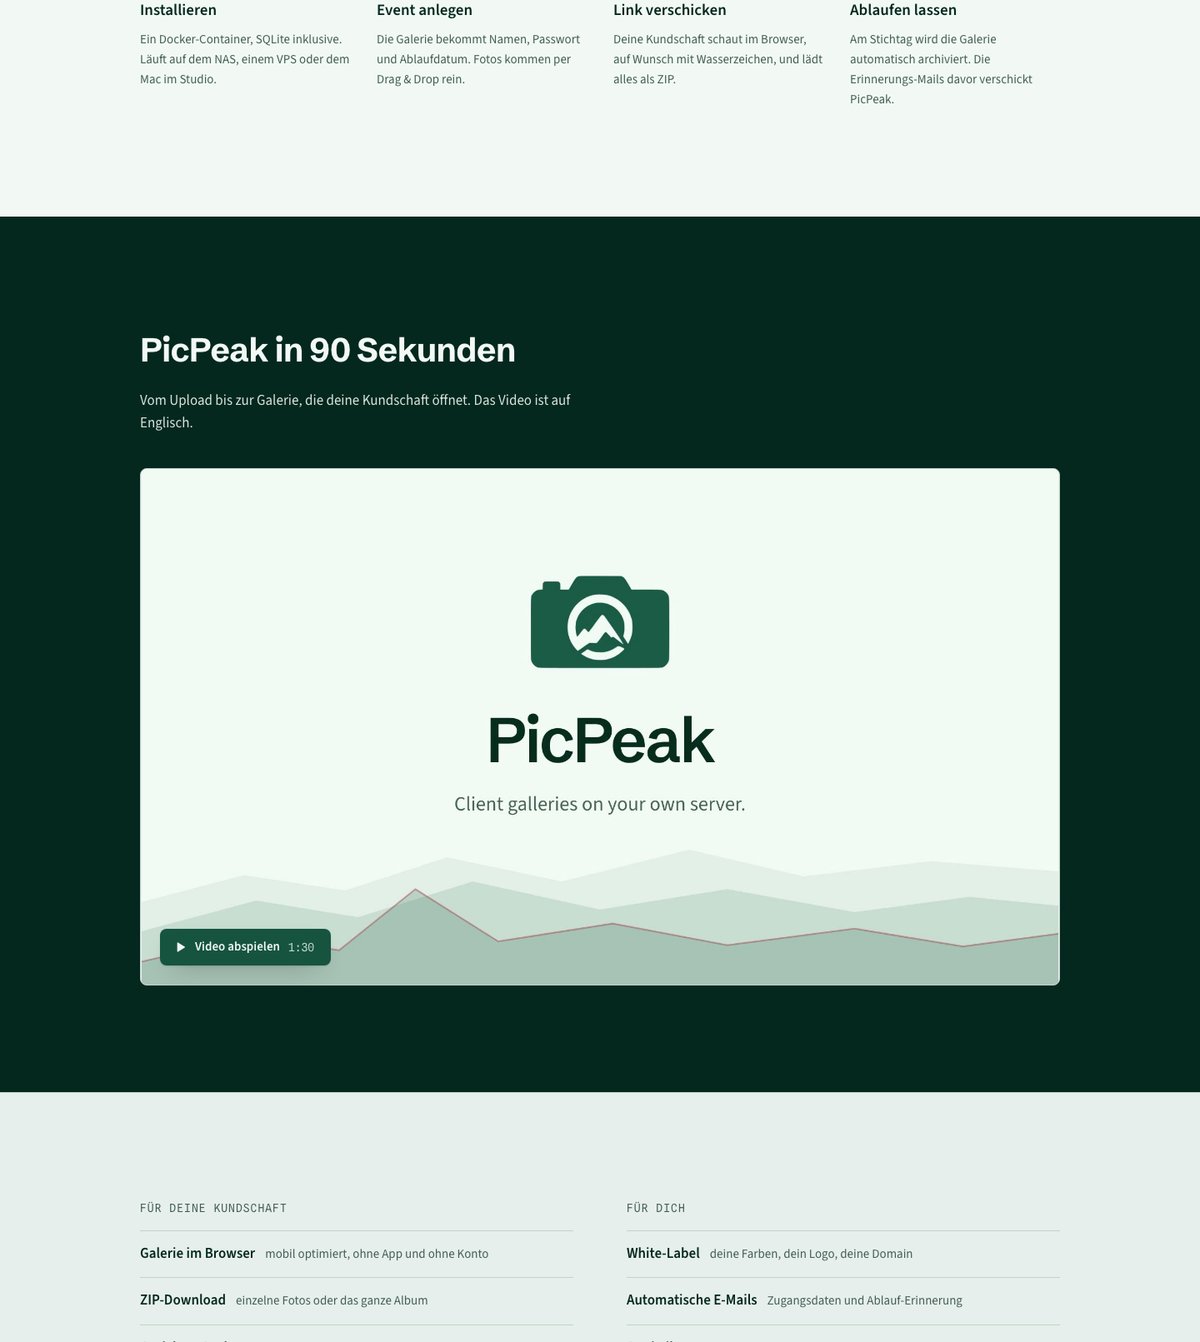 Installieren
Ein Docker-Container, SQLite inklusive.
Läuft auf dem NAS, einem VPS oder dem
Mac im Studio.
Event anlegen
Die Galerie bekommt Namen, Passwort
und Ablaufdatum. Fotos kommen per
Drag & Drop rein.
Link verschicken
Deine Kundschaft schaut im Browser,
auf Wunsch mit Wasserzeichen, und lädt
alles als ZIP.
Ablaufen lassen
Am Stichtag wird die Galerie
automatisch archiviert. Die
Erinnerungs-Mails davor verschickt
PicPeak.
PicPeak in 90 Sekunden
Vom Upload bis zur Galerie, die deine Kundschaft öffnet. Das Video ist auf
Englisch.
PicPeak
Client galleries on your own server.
Video abspielen 1:30
FÜR DEINE KUNDSCHAFT
Galerie im Browser mobil optimiert, ohne App und ohne Konto
ZIP-Download einzelne Fotos oder das ganze Album
FÜR DICH
White-Label deine Farben, dein Logo, deine Domain
Automatische E-Mails Zugangsdaten und Ablauf-Erinnerung